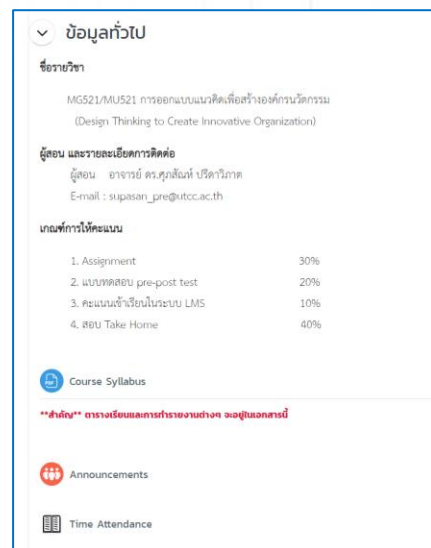 ข้อมูลทั่วไป
ชื่อรายวิชา
MG521/MU521 การออกแบบแนวคิดเพื่อสร้างองค์กรนวัตกรรม
(Design Thinking to Create Innovative Organization)
ผู้สอน และรายละเอียดการติดต่อ
ผู้สอน อาจารย์ ดร.ศุภสัณห์ ปรีดาวิภาต
E-mail : supasan_pre@utcc.ac.th
เกณฑ์การให้คะแนน
1. Assignment 30%
2. แบบทดสอบ pre-post test 20%
3. คะแนนเข้าเรียนในระบบ LMS 10%
4. สอบ Take Home 40%
Course Syllabus
**สำคัญ** ตารางเรียนและการทำรายงานต่างๆ จะอยู่ในเอกสารนี้
Announcements
Time Attendance